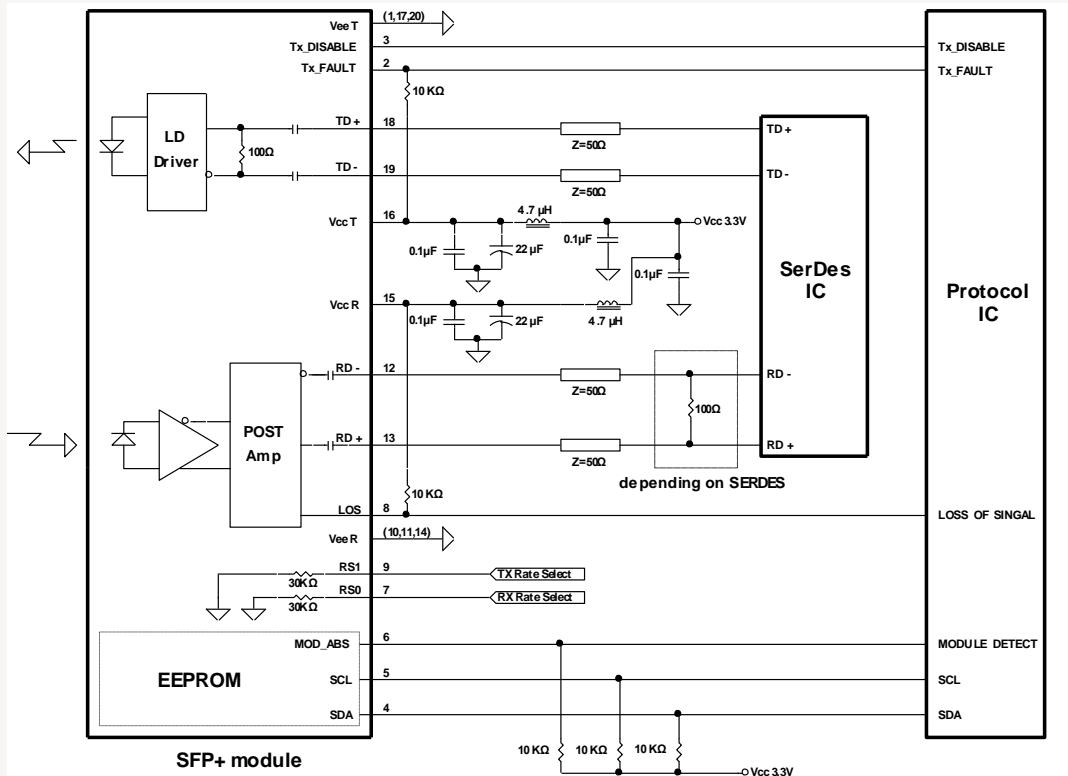 Vee T
(1,17,20)
Tx_DISABLE
3
Tx_DISABLE
Tx_FAULT
2
Tx_FAULT
10 KΩ
LD
Driver
100Ω
TD+
18
Z=50Ω
TD+
TD -
19
Z=50Ω
TD -
Vcc T
16
4.7 µH
Vcc 3.3V
0.1µF
22 µF
0.1µF
0.1µF
SerDes
IC
Protocol
IC
Vcc R
15
0.1µF
22 µF
4.7 µH
RD -
12
Z=50Ω
RD -
100Ω
POST
Amp
RD +
13
Z=50Ω
RD +
depending on SERDES
10 KΩ
LOS
8
LOSS OF SINGAL
Vee R
(10,11,14)
RS1
9
TX Rate Select
30KΩ
RS0
7
RX Rate Select
30KΩ
MOD_ABS
6
MODULE DETECT
EEPROM
SCL
5
SCL
SDA
4
SDA
10 KΩ
10 KΩ
10 KΩ
Vcc 3.3V
SFP+ module